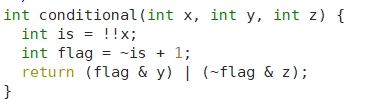 int conditional(int x, int y, int z) {
  int is = !!x;
  int flag = ~is + 1;
  return (flag & y) | (~flag & z);
}